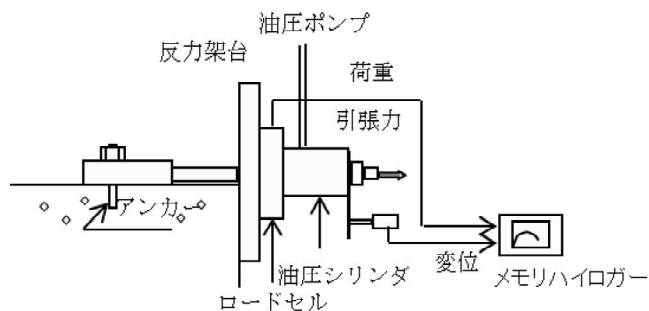 油圧ポンプ
反力架台
荷重
引張力
アンカー
油圧シリンダ
変位
メモリハイロガー
ロードセル